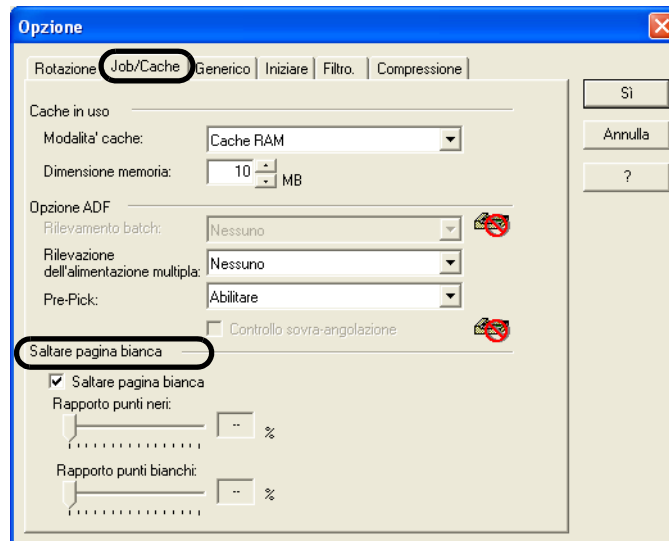 Opzione
Rotazione Job/Cache Generico Iniziare Filtro. Compressione
Sì
Annulla
?
Cache in uso
Modalita' cache: Cache RAM
Dimensione memoria: 10 MB
Opzione ADF
Rilevamento batch: Nessuno
Rilevazione
dell'alimentazione multipla: Nessuno
Pre-Pick: Abilitare
Controllo sovra-angolazione
Saltare pagina bianca
Saltare pagina bianca
Rapporto punti neri:
-- %
Rapporto punti bianchi:
-- %